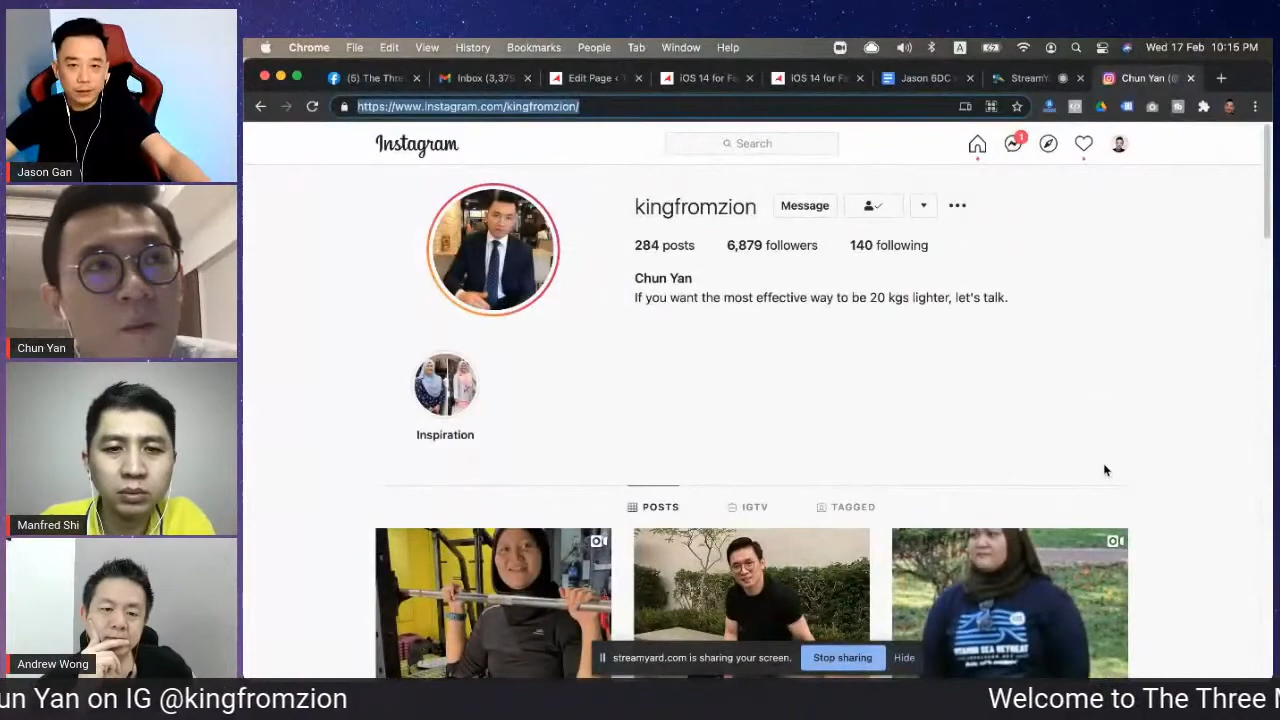 Jason Gan
Chun Yan
Manfred Shi
Andrew Wong
Chrome File Edit View History Bookmarks People Tab Window Help
A
Wed 17 Feb 10:15 PM
(5) The Thre
Inbox (3,37
Edit Page
iOS 14 for Fa
iOS 14 for Fa
Jason 6DC
StreamY
Chun Yan (@
https://www.instagram.com/kingfromzion/
Instagram
Search
1
kingfromzion
Message
284 posts 6,879 followers 140 following
Chun Yan
If you want the most effective way to be 20 kgs lighter, let's talk.
Inspiration
POSTS IGTV TAGGED
streamyard.com is sharing your screen. Stop sharing Hide
un Yan on IG @kingfromzion
Welcome to The Three